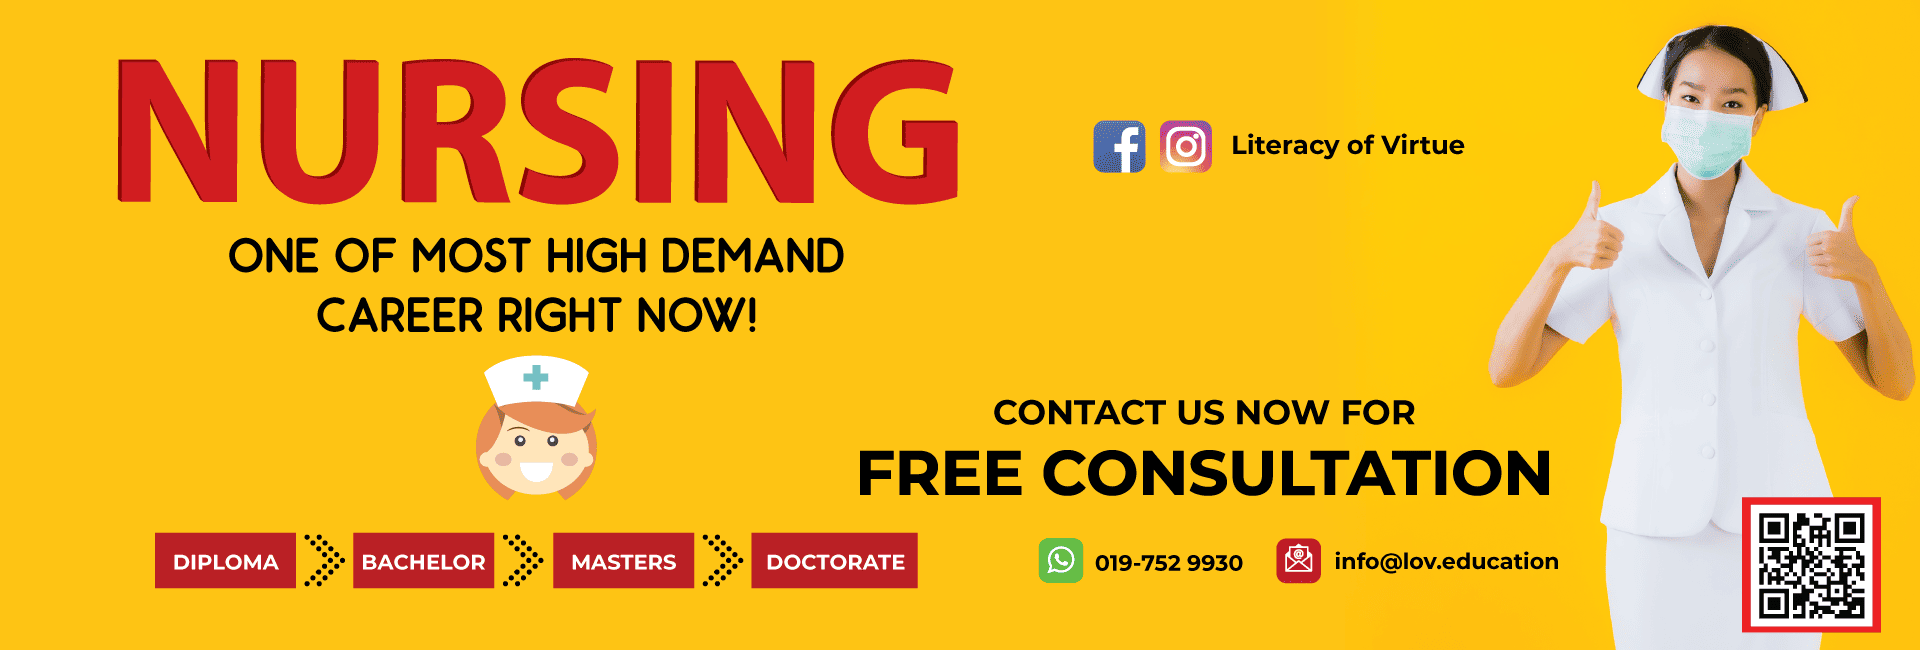 NURSING
ONE OF MOST HIGH DEMAND
CAREER RIGHT NOW!
DIPLOMA
BACHELOR
MASTERS
DOCTORATE
Literacy of Virtue
CONTACT US NOW FOR
FREE CONSULTATION
019-752 9930
info@lov.education